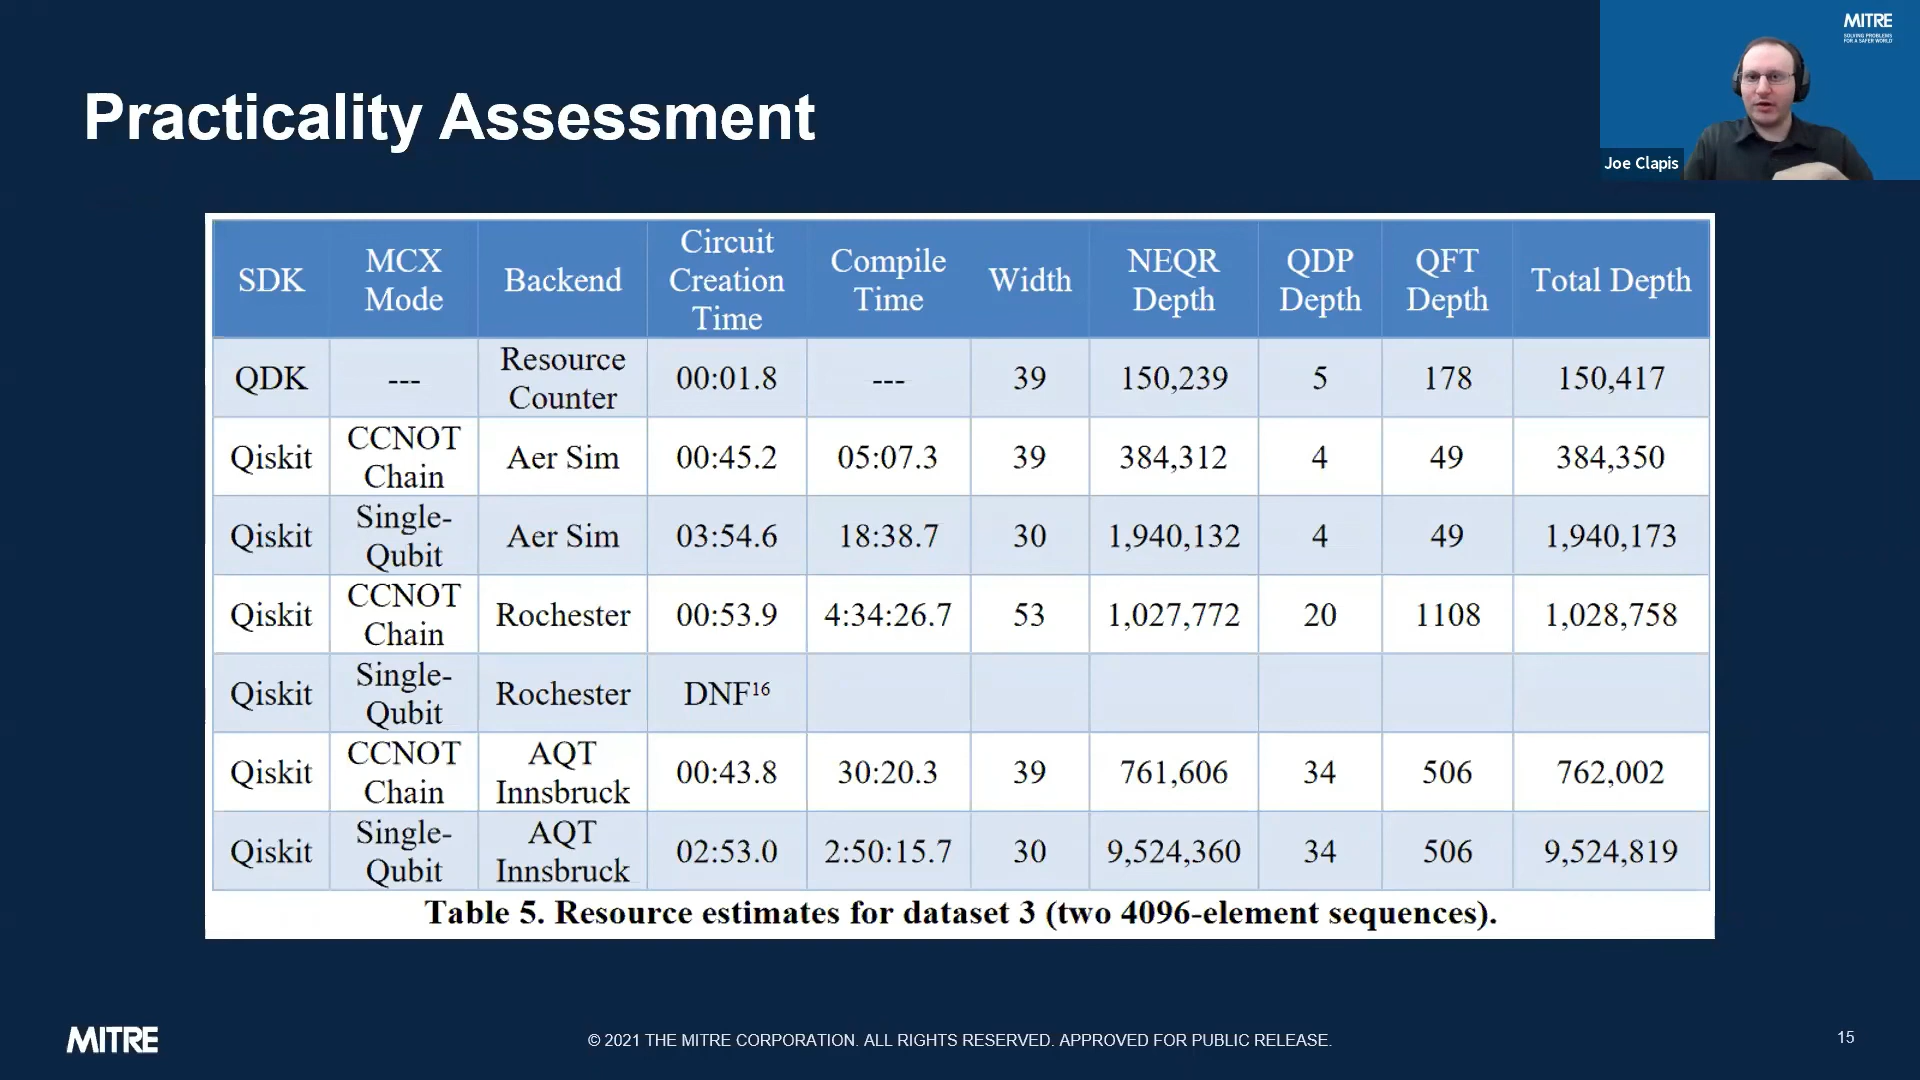 MITRE
SOLVING PROBLEMS
FOR A SAFER WORLD
Joe Clapis
Practicality Assessment
SDK MCX Mode Backend Circuit Creation Time Compile Time Width NEQR Depth QDP Depth QFT Depth Total Depth
QDK --- Resource Counter 00:01.8 --- 39 150,239 5 178 150,417
Qiskit CCNOT Chain Aer Sim 00:45.2 05:07.3 39 384,312 4 49 384,350
Qiskit Single-Qubit Aer Sim 03:54.6 18:38.7 30 1,940,132 4 49 1,940,173
Qiskit CCNOT Chain Rochester 00:53.9 4:34:26.7 53 1,027,772 20 1108 1,028,758
Qiskit Single-Qubit Rochester DNF16
Qiskit CCNOT Chain AQT Innsbruck 00:43.8 30:20.3 39 761,606 34 506 762,002
Qiskit Single-Qubit AQT Innsbruck 02:53.0 2:50:15.7 30 9,524,360 34 506 9,524,819
Table 5. Resource estimates for dataset 3 (two 4096-element sequences).
MITRE
© 2021 THE MITRE CORPORATION. ALL RIGHTS RESERVED. APPROVED FOR PUBLIC RELEASE.
15